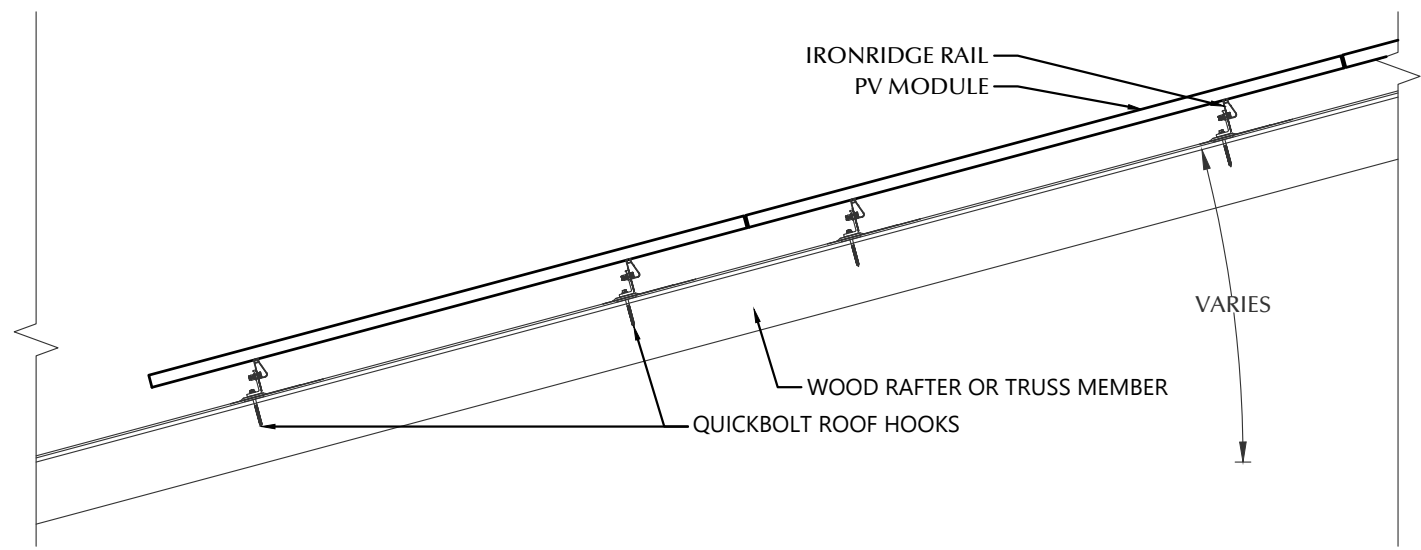 IRONRIDGE RAIL
PV MODULE
VARIES
WOOD RAFTER OR TRUSS MEMBER
QUICKBOLT ROOF HOOKS